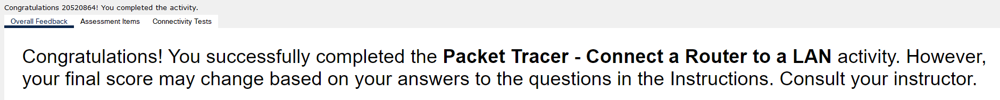 Congratulations 20520864! You completed the activity.
Overall Feedback Assessment Items Connectivity Tests
Congratulations! You successfully completed the Packet Tracer - Connect a Router to a LAN activity. However,
your final score may change based on your answers to the questions in the Instructions. Consult your instructor.